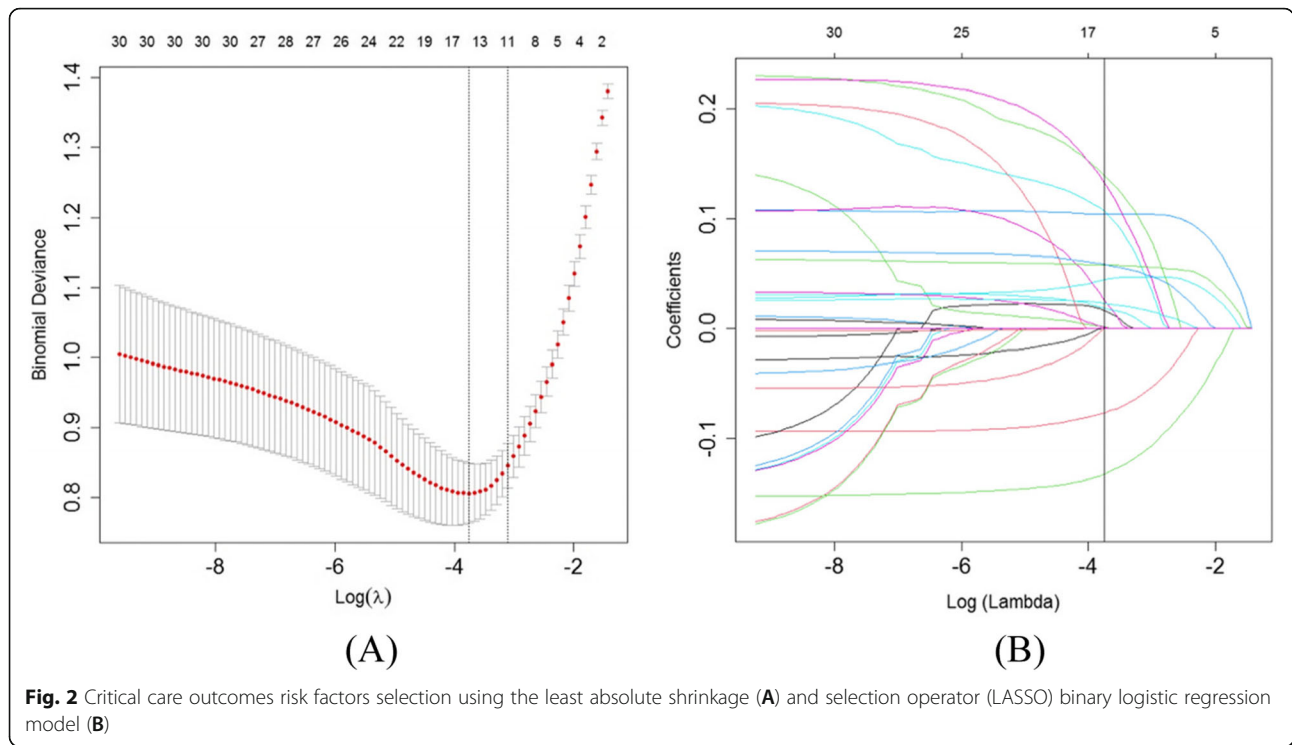 30 30 30 30 30 27 28 27 26 24 22 19 17 13 11 8 5 4 2
1.4
1.3
1.2
1.1
1.0
0.9
0.8
Binomial Deviance
-8 -6 -4 -2
Log(λ)
(A)
30 25 17 5
0.2
0.1
0.0
-0.1
Coefficients
-8 -6 -4 -2
Log (Lambda)
(B)
Fig. 2 Critical care outcomes risk factors selection using the least absolute shrinkage (A) and selection operator (LASSO) binary logistic regression
model (B)